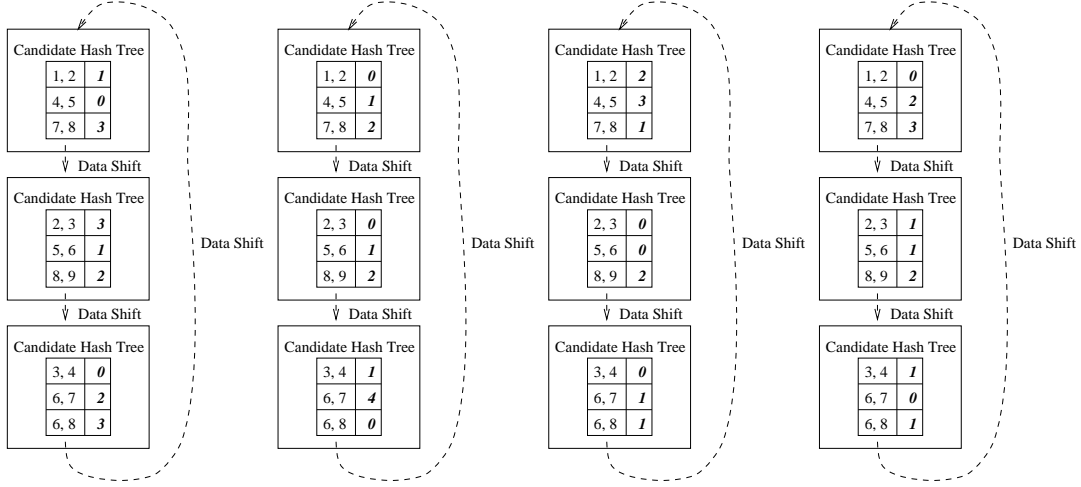 Candidate Hash Tree
1, 2 1
4, 5 0
7, 8 3
Data Shift
Candidate Hash Tree
2, 3 3
5, 6 1
8, 9 2
Data Shift
Candidate Hash Tree
3, 4 0
6, 7 2
6, 8 3
Data Shift
Candidate Hash Tree
1, 2 0
4, 5 1
7, 8 2
Data Shift
Candidate Hash Tree
2, 3 0
5, 6 1
8, 9 2
Data Shift
Candidate Hash Tree
3, 4 1
6, 7 4
6, 8 0
Data Shift
Candidate Hash Tree
1, 2 2
4, 5 3
7, 8 1
Data Shift
Candidate Hash Tree
2, 3 0
5, 6 0
8, 9 2
Data Shift
Candidate Hash Tree
3, 4 0
6, 7 1
6, 8 1
Data Shift
Candidate Hash Tree
1, 2 0
4, 5 2
7, 8 3
Data Shift
Candidate Hash Tree
2, 3 1
5, 6 1
8, 9 2
Data Shift
Candidate Hash Tree
3, 4 1
6, 7 0
6, 8 1
Data Shift